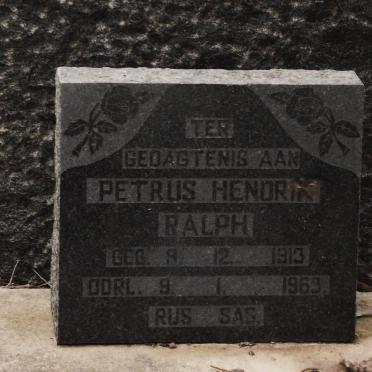 TER
GEDAGTENIS AAN
PETRUS HENDRIK
RALPH
GEB. 8. 12. 1913
OORL. 9. 1. 1963.
RUS SAG.